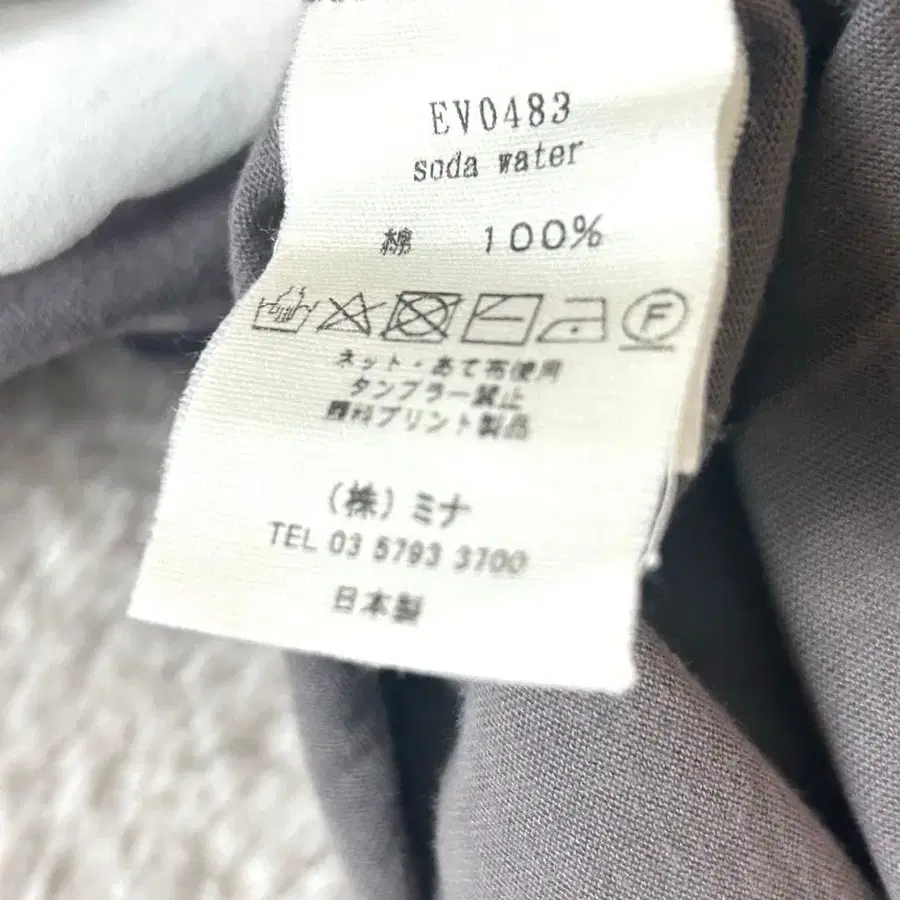 EV0483
soda water
綿 100%
F
ネット・あて布使用
タンブラー禁止
顔料プリント製品
(株)ミナ
TEL 03 5793 3700
日本製